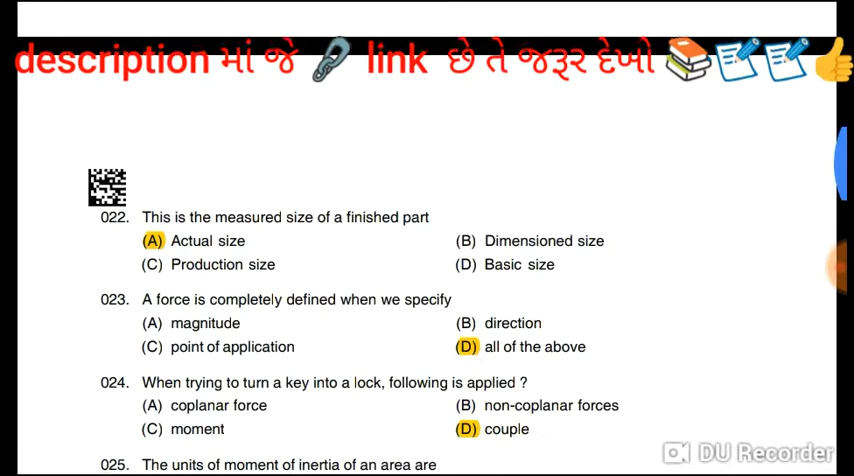 description માં જે link છે તે જરૂર દેખો
022. This is the measured size of a finished part
(A) Actual size (B) Dimensioned size
(C) Production size (D) Basic size
023. A force is completely defined when we specify
(A) magnitude (B) direction
(C) point of application (D) all of the above
024. When trying to turn a key into a lock, following is applied ?
(A) coplanar force (B) non-coplanar forces
(C) moment (D) couple
025. The units of moment of inertia of an area are
DU Recorder